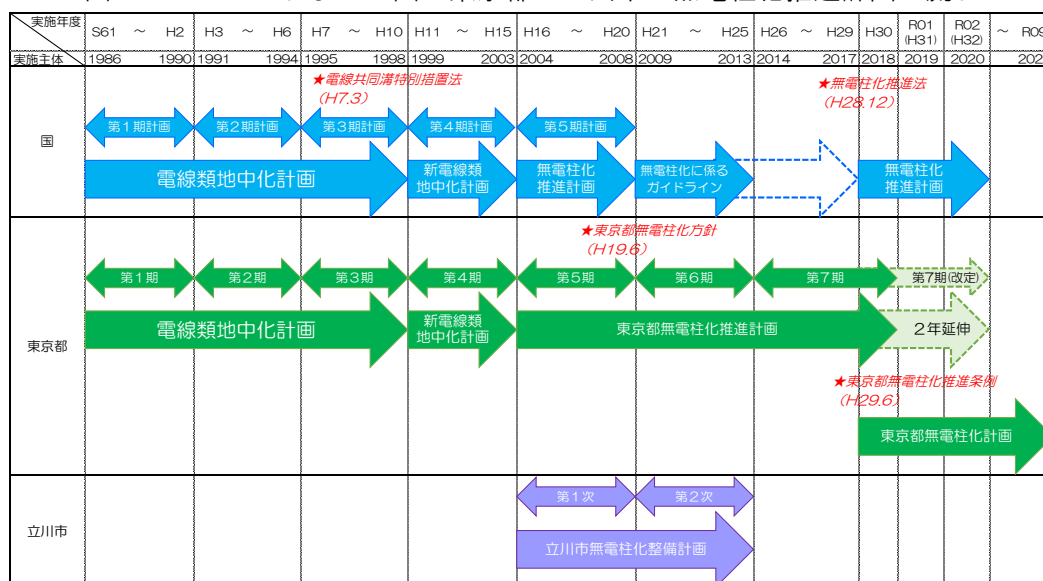 実施年度
S61 ～ H2 H3 ～ H6 H7 ～ H10 H11 ～ H15 H16 ～ H20 H21 ～ H25 H26 ～ H29 H30 R01 (H31) R02 (H32) ～ R09
実施主体 1986 1990 1991 1994 1995 1998 1999 2003 2004 2008 2009 2013 2014 2017 2018 2019 2020
★電線共同溝特別措置法
（H7.3）
★無電柱化推進法
（H28.12）
国
第１期計画 第２期計画 第３期計画 第４期計画 第５期計画
電線類地中化計画
新電線類
地中化計画
無電柱化
推進計画
無電柱化に係る
ガイドライン
無電柱化
推進計画
★東京都無電柱化方針
（H19.6）
東京都
第１期 第２期 第３期 第４期 第５期 第６期 第７期 第７期(改定)
電線類地中化計画
新電線類
地中化計画
東京都無電柱化推進計画
２年延伸
★東京都無電柱化推進条例
（H29.6）
東京都無電柱化計画
立川市
第１次 第２次
立川市無電柱化整備計画